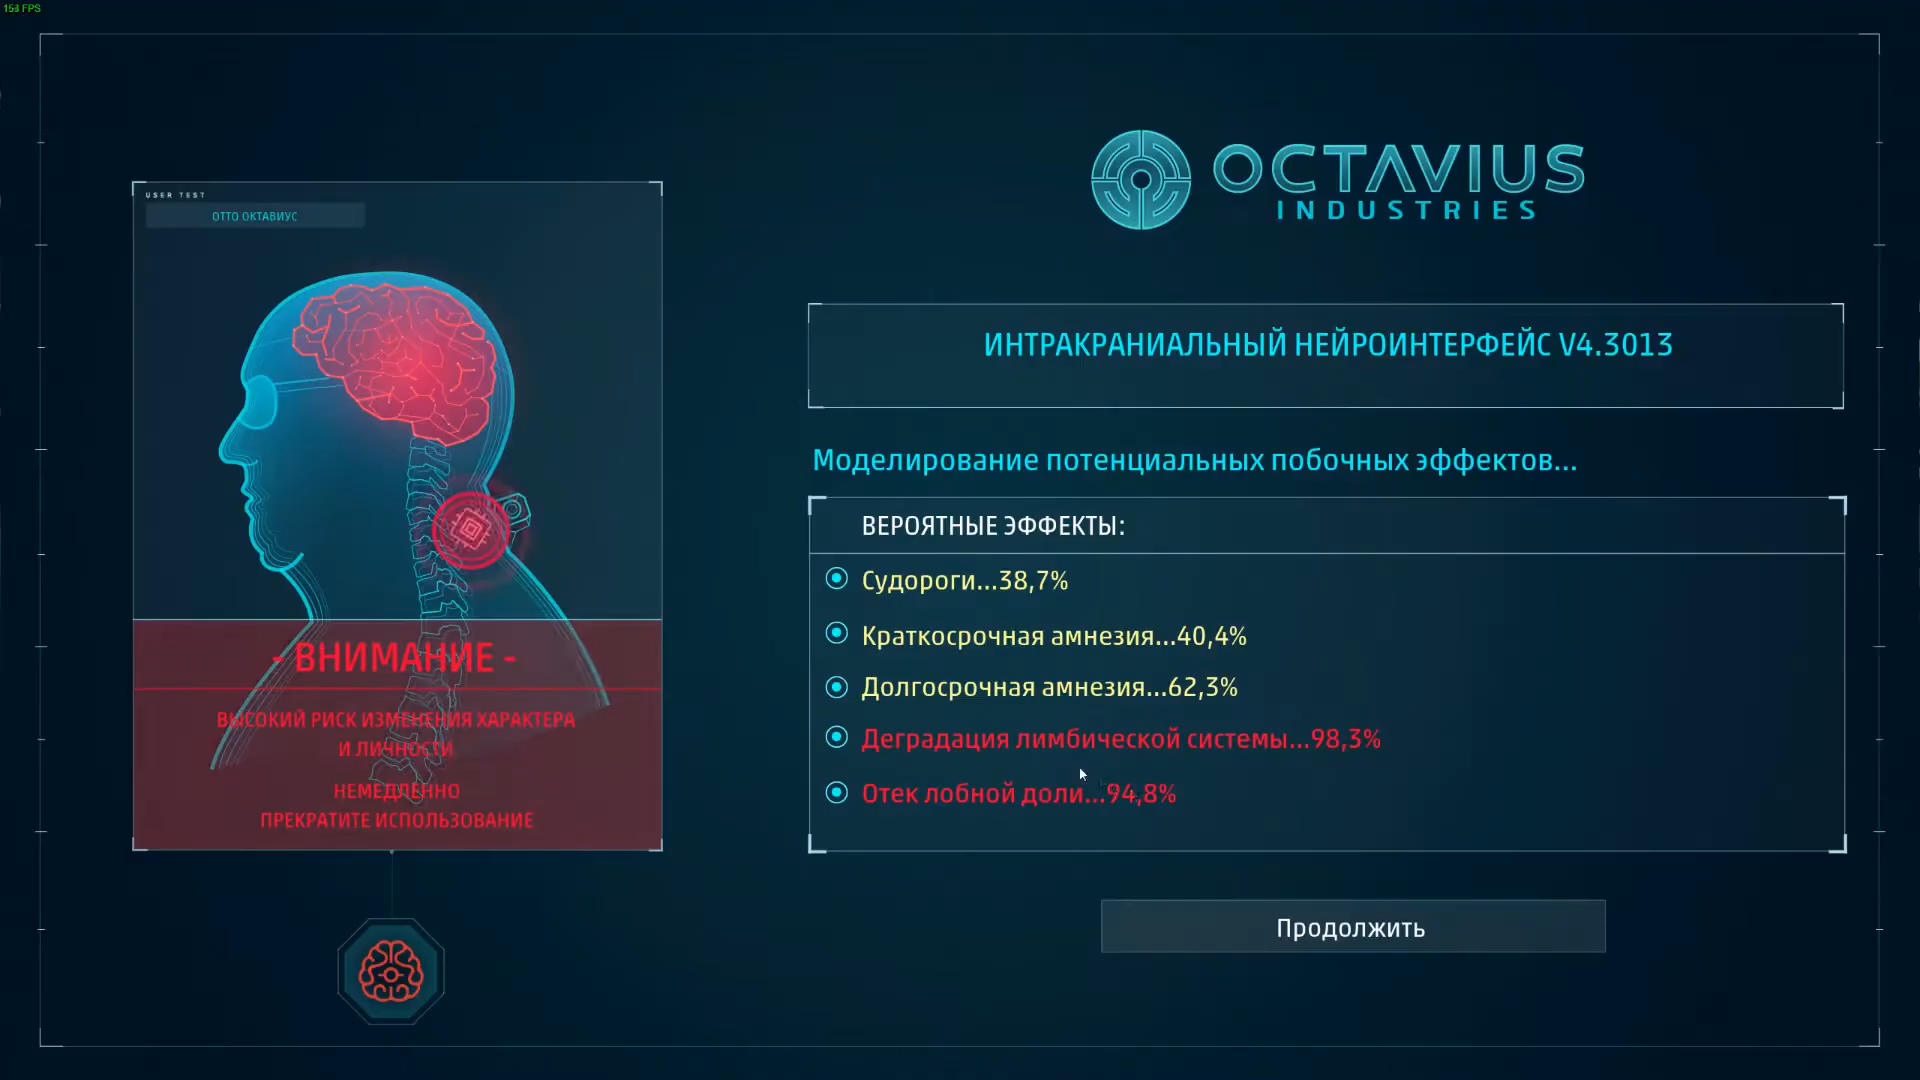 153 FPS
USER TEST
ОТТО ОКТАВИУС
- ВНИМАНИЕ -
ВЫСОКИЙ РИСК ИЗМЕНЕНИЯ ХАРАКТЕРА
И ЛИЧНОСТИ
НЕМЕДЛЕННО
ПРЕКРАТИТЕ ИСПОЛЬЗОВАНИЕ
OCTAVIUS
INDUSTRIES
ИНТРАКРАНИАЛЬНЫЙ НЕЙРОИНТЕРФЕЙС V4.3013
Моделирование потенциальных побочных эффектов...
ВЕРОЯТНЫЕ ЭФФЕКТЫ:
Судороги...38,7%
Краткосрочная амнезия...40,4%
Долгосрочная амнезия...62,3%
Деградация лимбической системы...98,3%
Отек лобной доли...94,8%
Продолжить